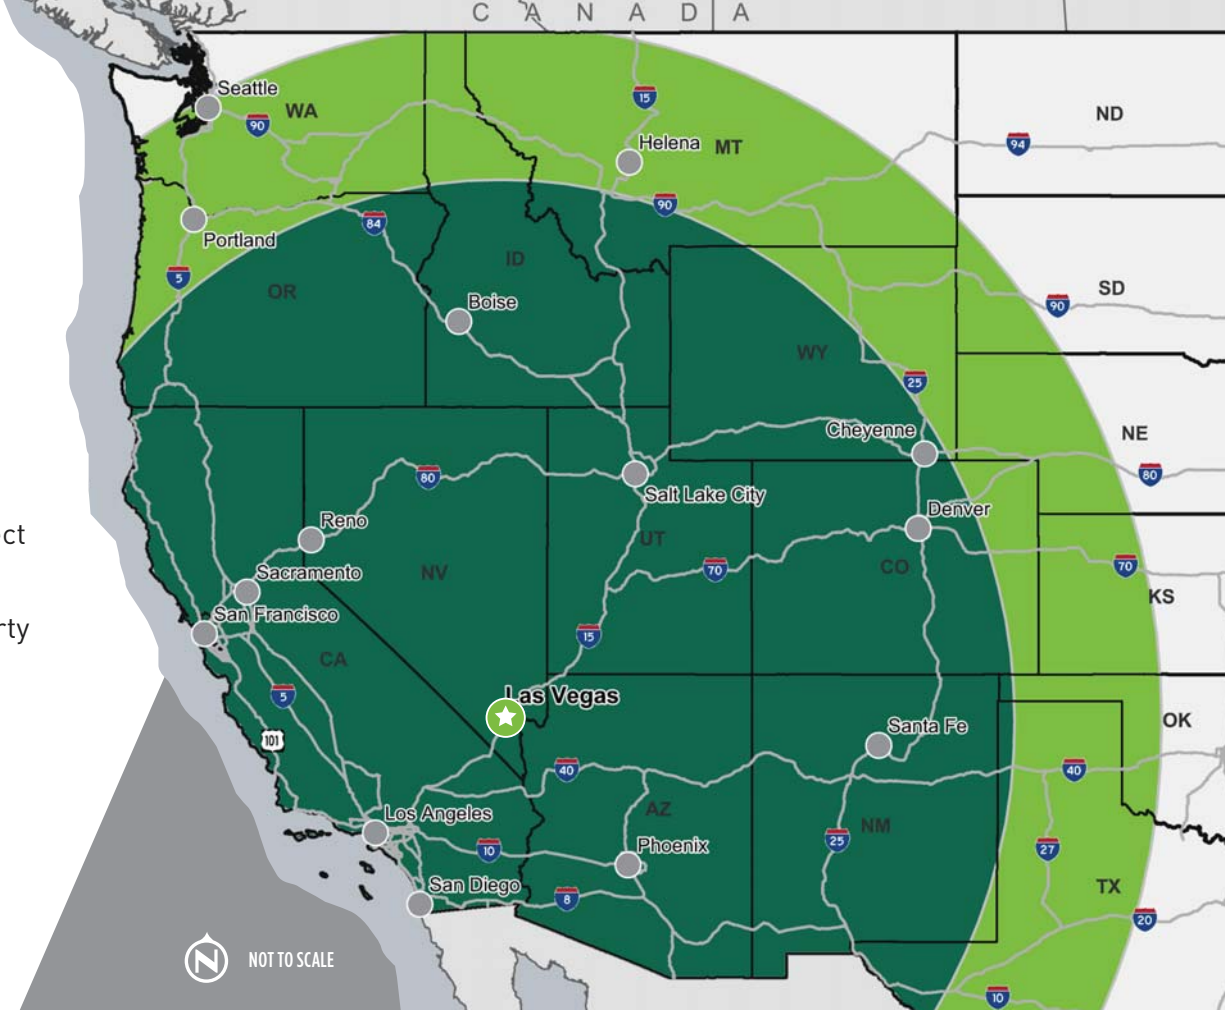 C A N A D A
Seattle
WA
90
15
Helena
MT
ND
94
90
Portland
84
5
ID
OR
SD
90
Boise
WY
25
Cheyenne
NE
80
80
Salt Lake City
Denver
Reno
ect
UT
70
CO
70
Sacramento
NV
KS
San Francisco
rty
15
CA
5
Las Vegas
OK
Santa Fe
101
40
40
AZ
Los Angeles
NM
25
27
10
Phoenix
TX
San Diego
8
20
N
NOT TO SCALE
10